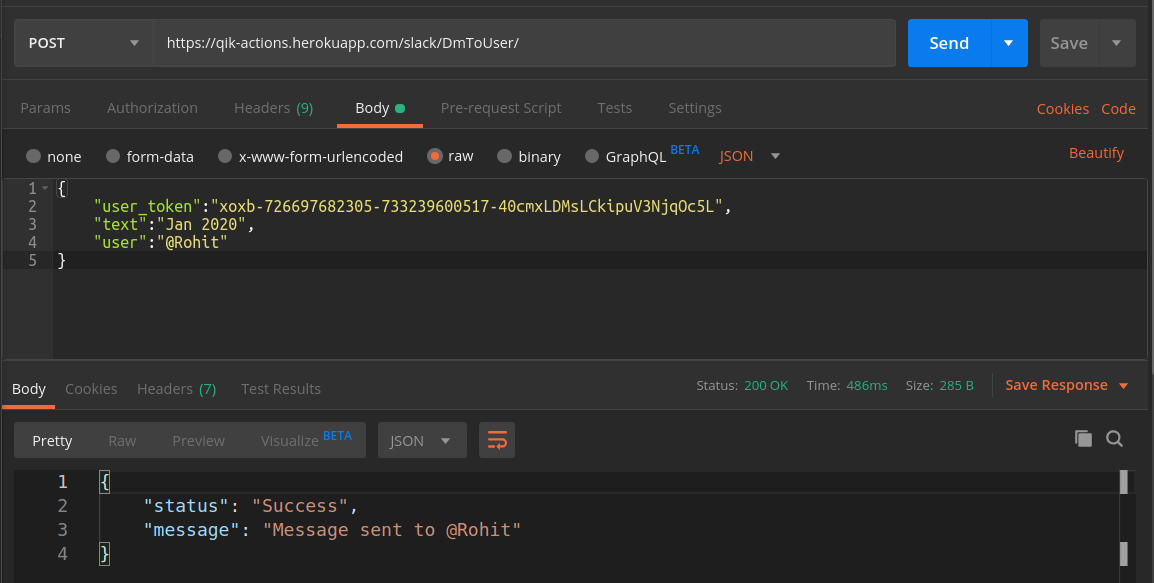 POST https://qik-actions.herokuapp.com/slack/DmToUser/ Send Save
Params Authorization Headers (9) Body Pre-request Script Tests Settings Cookies Code
none form-data x-www-form-urlencoded raw binary GraphQL BETA JSON Beautify
1 {
2 "user_token":"xoxb-726697682305-733239600517-40cmxLDMsLCkipuV3NjqOc5L",
3 "text":"Jan 2020",
4 "user":"@Rohit"
5 }
Body Cookies Headers (7) Test Results Status: 200 OK Time: 486ms Size: 285 B Save Response
Pretty Raw Preview Visualize BETA JSON
1 {
2 "status": "Success",
3 "message": "Message sent to @Rohit"
4 }